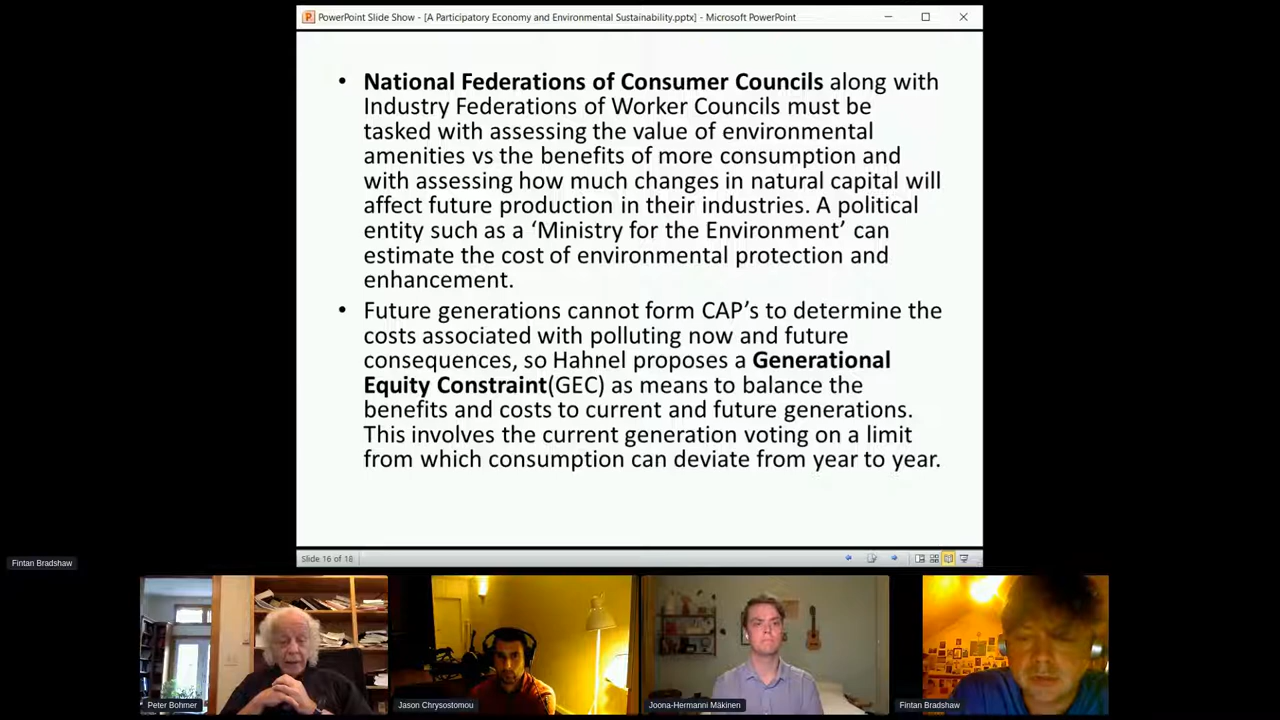 PowerPoint Slide Show - [A Participatory Economy and Environmental Sustainability.pptx] - Microsoft PowerPoint
• National Federations of Consumer Councils along with
Industry Federations of Worker Councils must be
tasked with assessing the value of environmental
amenities vs the benefits of more consumption and
with assessing how much changes in natural capital will
affect future production in their industries. A political
entity such as a ‘Ministry for the Environment’ can
estimate the cost of environmental protection and
enhancement.
• Future generations cannot form CAP’s to determine the
costs associated with polluting now and future
consequences, so Hahnel proposes a Generational
Equity Constraint(GEC) as means to balance the
benefits and costs to current and future generations.
This involves the current generation voting on a limit
from which consumption can deviate from year to year.
Slide 16 of 18
Fintan Bradshaw
Peter Bohmer
Jason Chrysostomou
Joona-Hermanni Mäkinen
Fintan Bradshaw